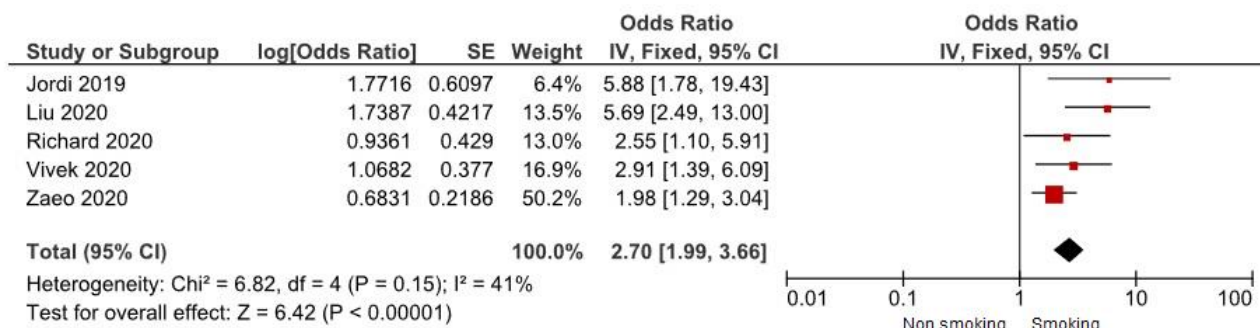 Odds Ratio Odds Ratio
Study or Subgroup log[Odds Ratio] SE Weight IV, Fixed, 95% CI IV, Fixed, 95% CI
Jordi 2019 1.7716 0.6097 6.4% 5.88 [1.78, 19.43]
Liu 2020 1.7387 0.4217 13.5% 5.69 [2.49, 13.00]
Richard 2020 0.9361 0.429 13.0% 2.55 [1.10, 5.91]
Vivek 2020 1.0682 0.377 16.9% 2.91 [1.39, 6.09]
Zaeo 2020 0.6831 0.2186 50.2% 1.98 [1.29, 3.04]
Total (95% CI) 100.0% 2.70 [1.99, 3.66]
Heterogeneity: Chi² = 6.82, df = 4 (P = 0.15); I² = 41%
Test for overall effect: Z = 6.42 (P < 0.00001)
0.01 0.1 1 10 100
Non smoking Smoking